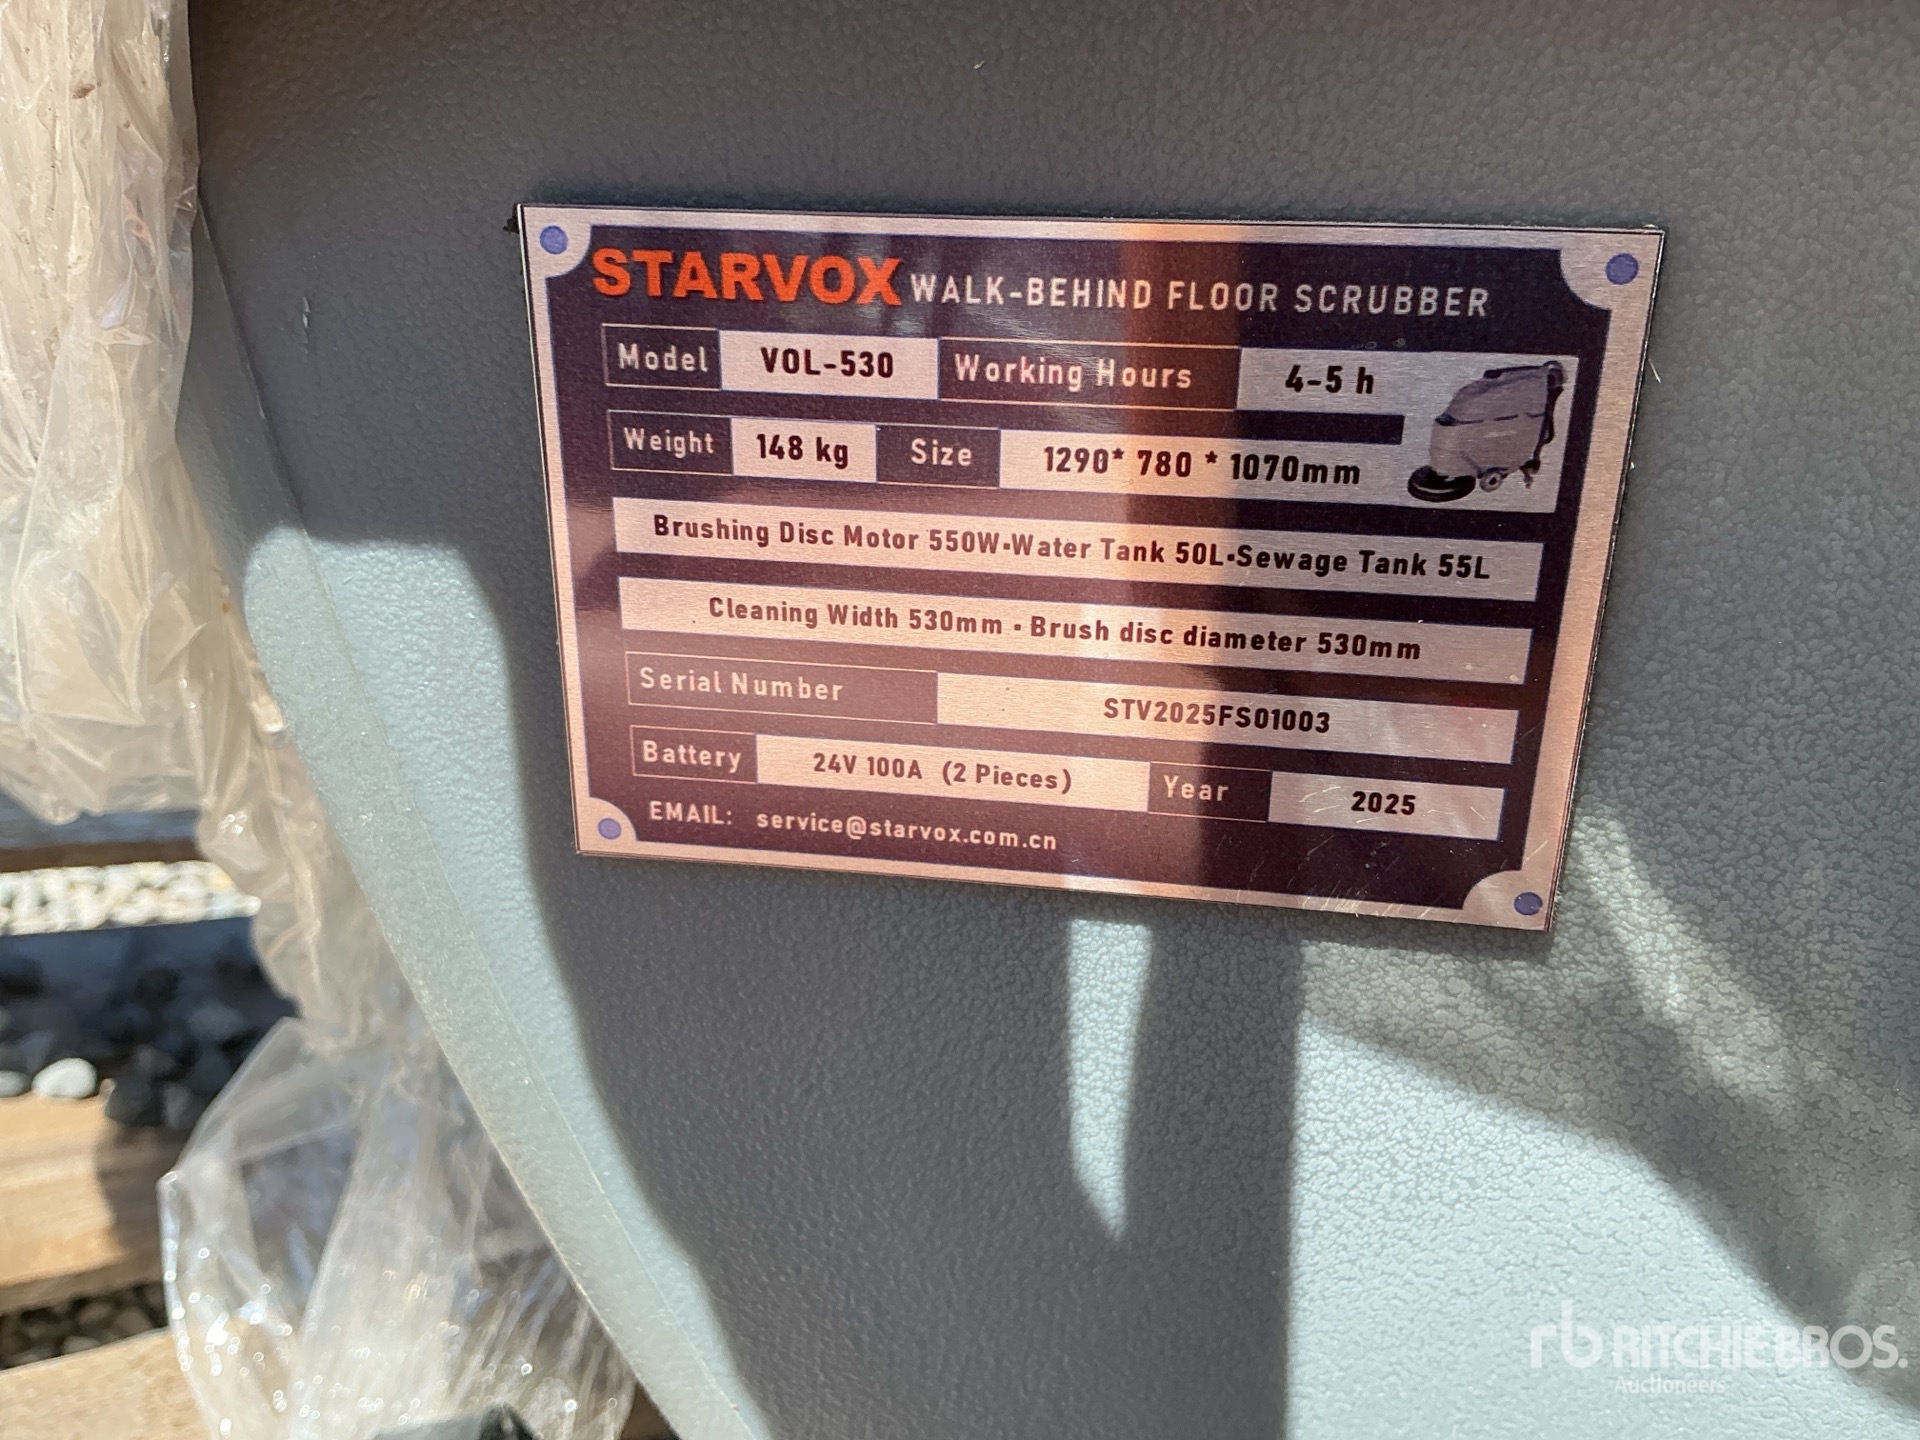 STARVOX WALK-BEHIND FLOOR SCRUBBER
Model VOL-530 Working Hours 4-5 h
Weight 148 kg Size 1290* 780 * 1070mm
Brushing Disc Motor 550W-Water Tank 50L-Sewage Tank 55L
Cleaning Width 530mm - Brush disc diameter 530mm
Serial Number STV2025FS01003
Battery 24V 100A (2 Pieces) Year 2025
EMAIL: service@starvox.com.cn
rb RITCHIE BROS.
Auctioneers